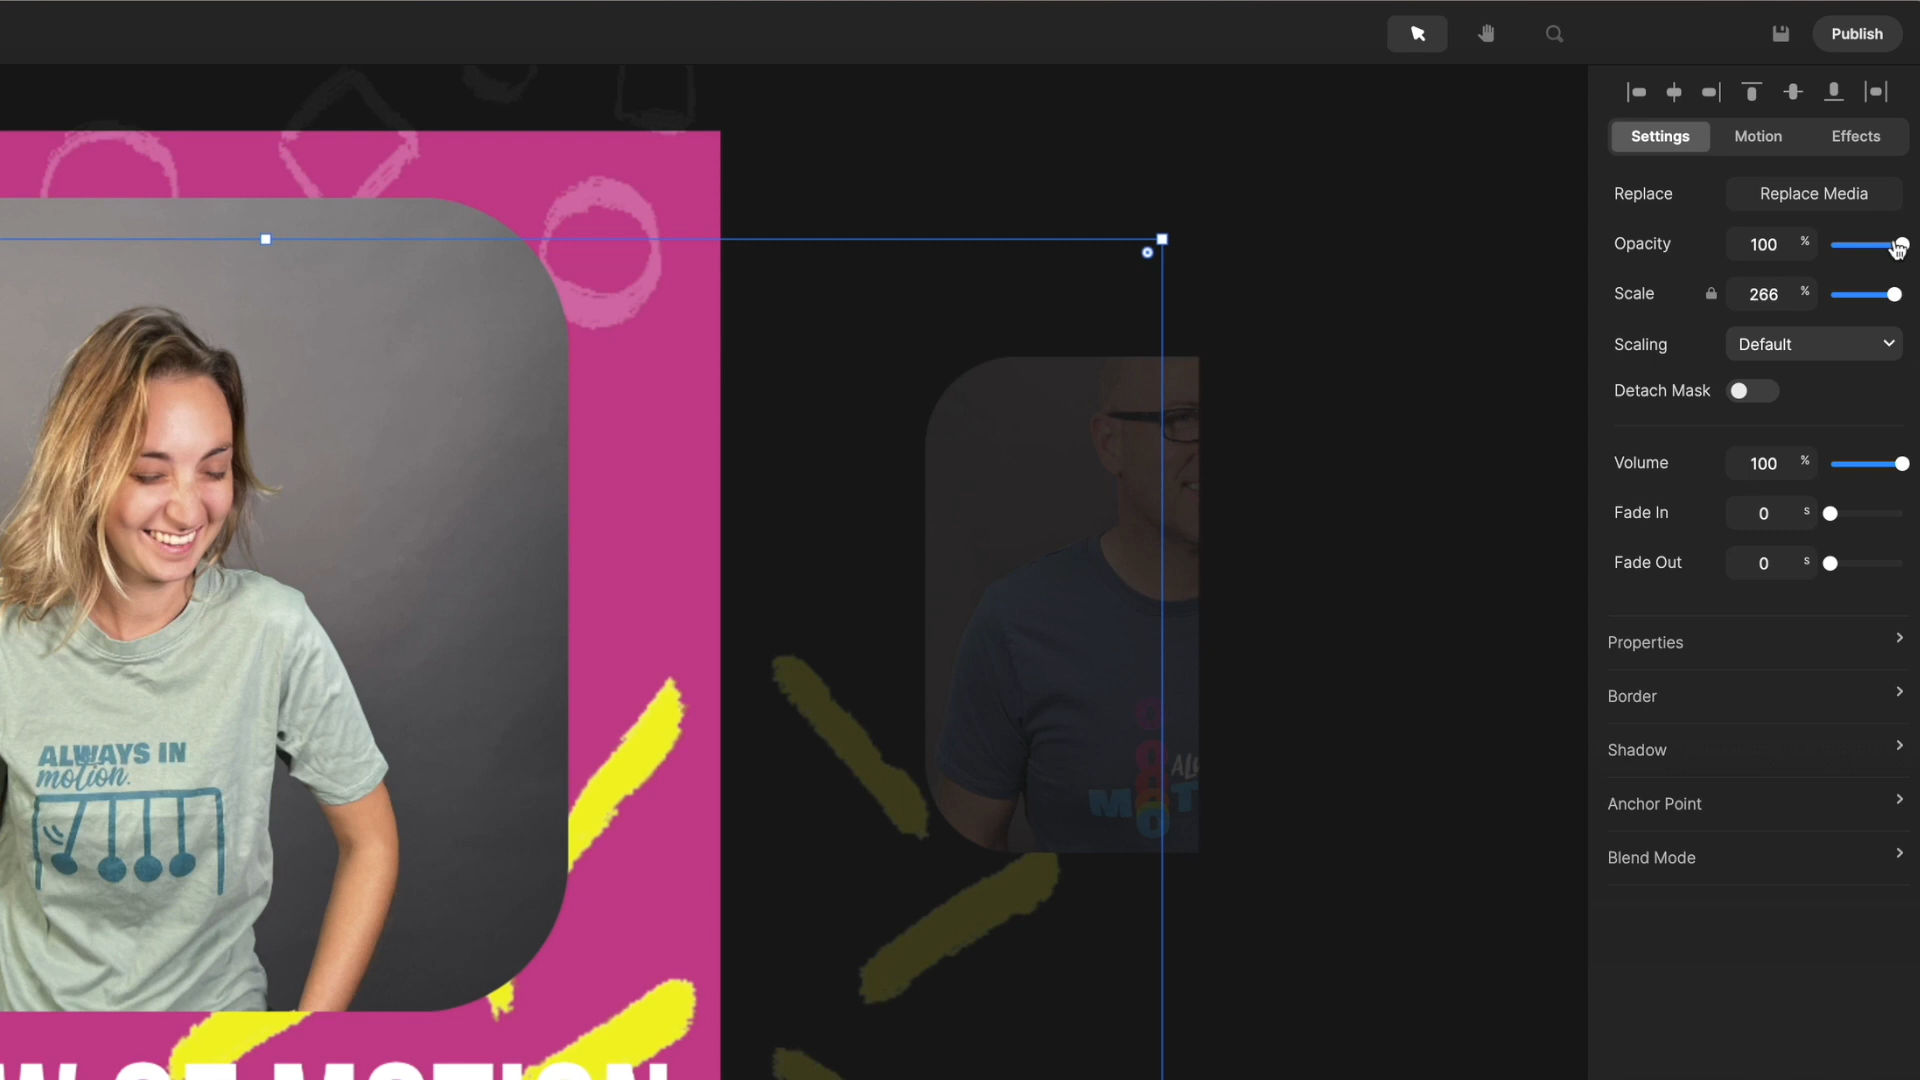 Publish
Settings Motion Effects
Replace Replace Media
Opacity 100 %
Scale 266 %
Scaling Default
Detach Mask
Volume 100 %
Fade In 0 s
Fade Out 0 s
Properties
Border
Shadow
Anchor Point
Blend Mode
ALWAYS IN
motion.
MOTION